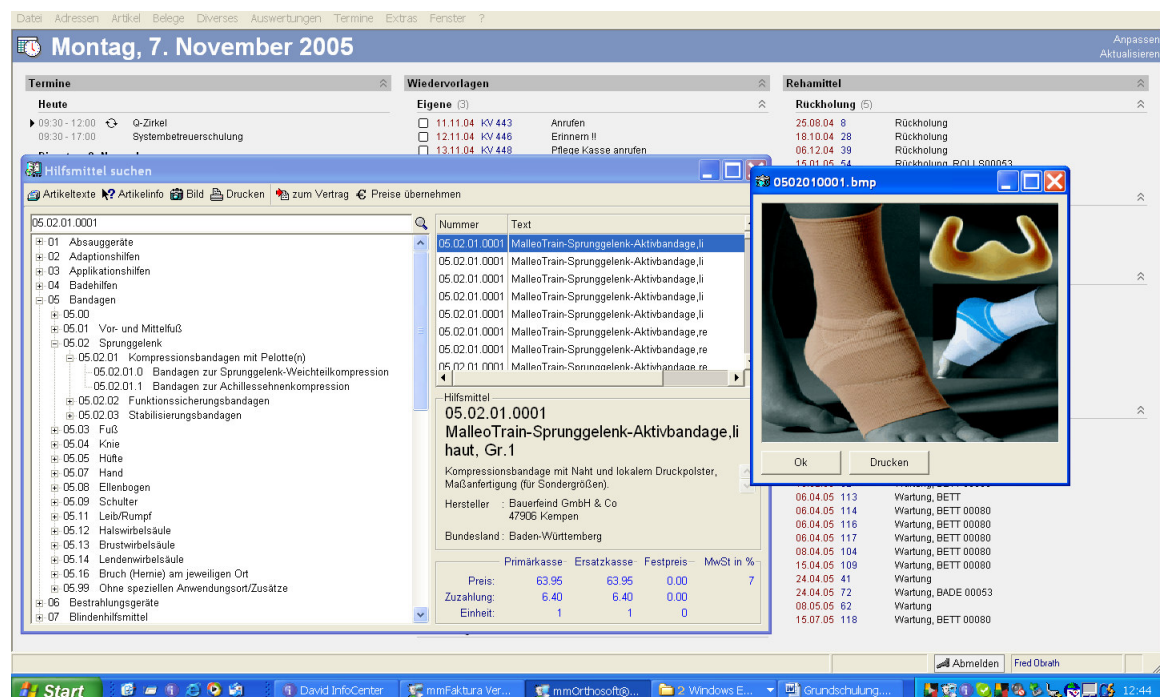 Datei Adressen Artikel Belege Diverses Auswertungen Termine Extras Fenster ?
Montag, 7. November 2005
Anpassen
Aktualisieren
Termine
Heute
09:30 - 12:00 Q-Zirkel
09:30 - 17:00 Systembetreuerschulung
Wiedervorlagen
Eigene (3)
11.11.04 KV 443 Anrufen
12.11.04 KV 446 Erinnern !!
13.11.04 KV 448 Pflege Kasse anrufen
Rehamittel
Rückholung (5)
25.08.04 8 Rückholung
18.10.04 28 Rückholung
06.12.04 39 Rückholung
15.01.05 54 Rückholung, ROLLS00053
Hilfsmittel suchen
Artikeltexte Artikelinfo Bild Drucken zum Vertrag Preise übernehmen
05.02.01.0001
01 Absauggeräte
02 Adaptionshilfen
03 Applikationshilfen
04 Badehilfen
05 Bandagen
05.00
05.01 Vor- und Mittelfuß
05.02 Sprunggelenk
05.02.01 Kompressionsbandagen mit Pelotte(n)
05.02.01.0 Bandagen zur Sprunggelenk-Weichteilkompression
05.02.01.1 Bandagen zur Achillessehnenkompression
05.02.02 Funktionssicherungsbandagen
05.02.03 Stabilisierungsbandagen
05.03 Fuß
05.04 Knie
05.05 Hüfte
05.07 Hand
05.08 Ellenbogen
05.09 Schulter
05.11 Leib/Rumpf
05.12 Halswirbelsäule
05.13 Brustwirbelsäule
05.14 Lendenwirbelsäule
05.16 Bruch (Hernie) am jeweiligen Ort
05.99 Ohne speziellen Anwendungsort/Zusätze
06 Bestrahlungsgeräte
07 Blindenhilfsmittel
Nummer Text
05.02.01.0001 MalleoTrain-Sprunggelenk-Aktivbandage,li
05.02.01.0001 MalleoTrain-Sprunggelenk-Aktivbandage,li
05.02.01.0001 MalleoTrain-Sprunggelenk-Aktivbandage,li
05.02.01.0001 MalleoTrain-Sprunggelenk-Aktivbandage,li
05.02.01.0001 MalleoTrain-Sprunggelenk-Aktivbandage,li
05.02.01.0001 MalleoTrain-Sprunggelenk-Aktivbandage,re
05.02.01.0001 MalleoTrain-Sprunggelenk-Aktivbandage,re
05.02.01.0001 MalleoTrain-Sprunggelenk-Aktivbandage,re
Hilfsmittel
05.02.01.0001
MalleoTrain-Sprunggelenk-Aktivbandage,li
haut, Gr.1
Kompressionsbandage mit Naht und lokalem Druckpolster,
Maßanfertigung (für Sondergrößen).
Hersteller : Bauerfeind GmbH & Co
47906 Kempen
Bundesland : Baden-Württemberg
Primärkasse Ersatzkasse Festpreis MwSt in %
Preis: 63.95 63.95 0.00 7
Zuzahlung: 6.40 6.40 0.00
Einheit: 1 1 0
0502010001.bmp
Ok Drucken
06.04.05 113 Wartung, BETT
06.04.05 114 Wartung, BETT 00080
06.04.05 116 Wartung, BETT 00080
06.04.05 117 Wartung, BETT 00080
08.04.05 104 Wartung, BETT 00080
15.04.05 109 Wartung, BETT 00080
24.04.05 41 Wartung
24.04.05 72 Wartung, BADE 00053
08.05.05 62 Wartung
15.07.05 118 Wartung, BETT 00080
Abmelden Fred Obrath
Start David InfoCenter mmFaktura Ver... mmOrthosoft®... 2 Windows E... Grundschulung.... 12:44